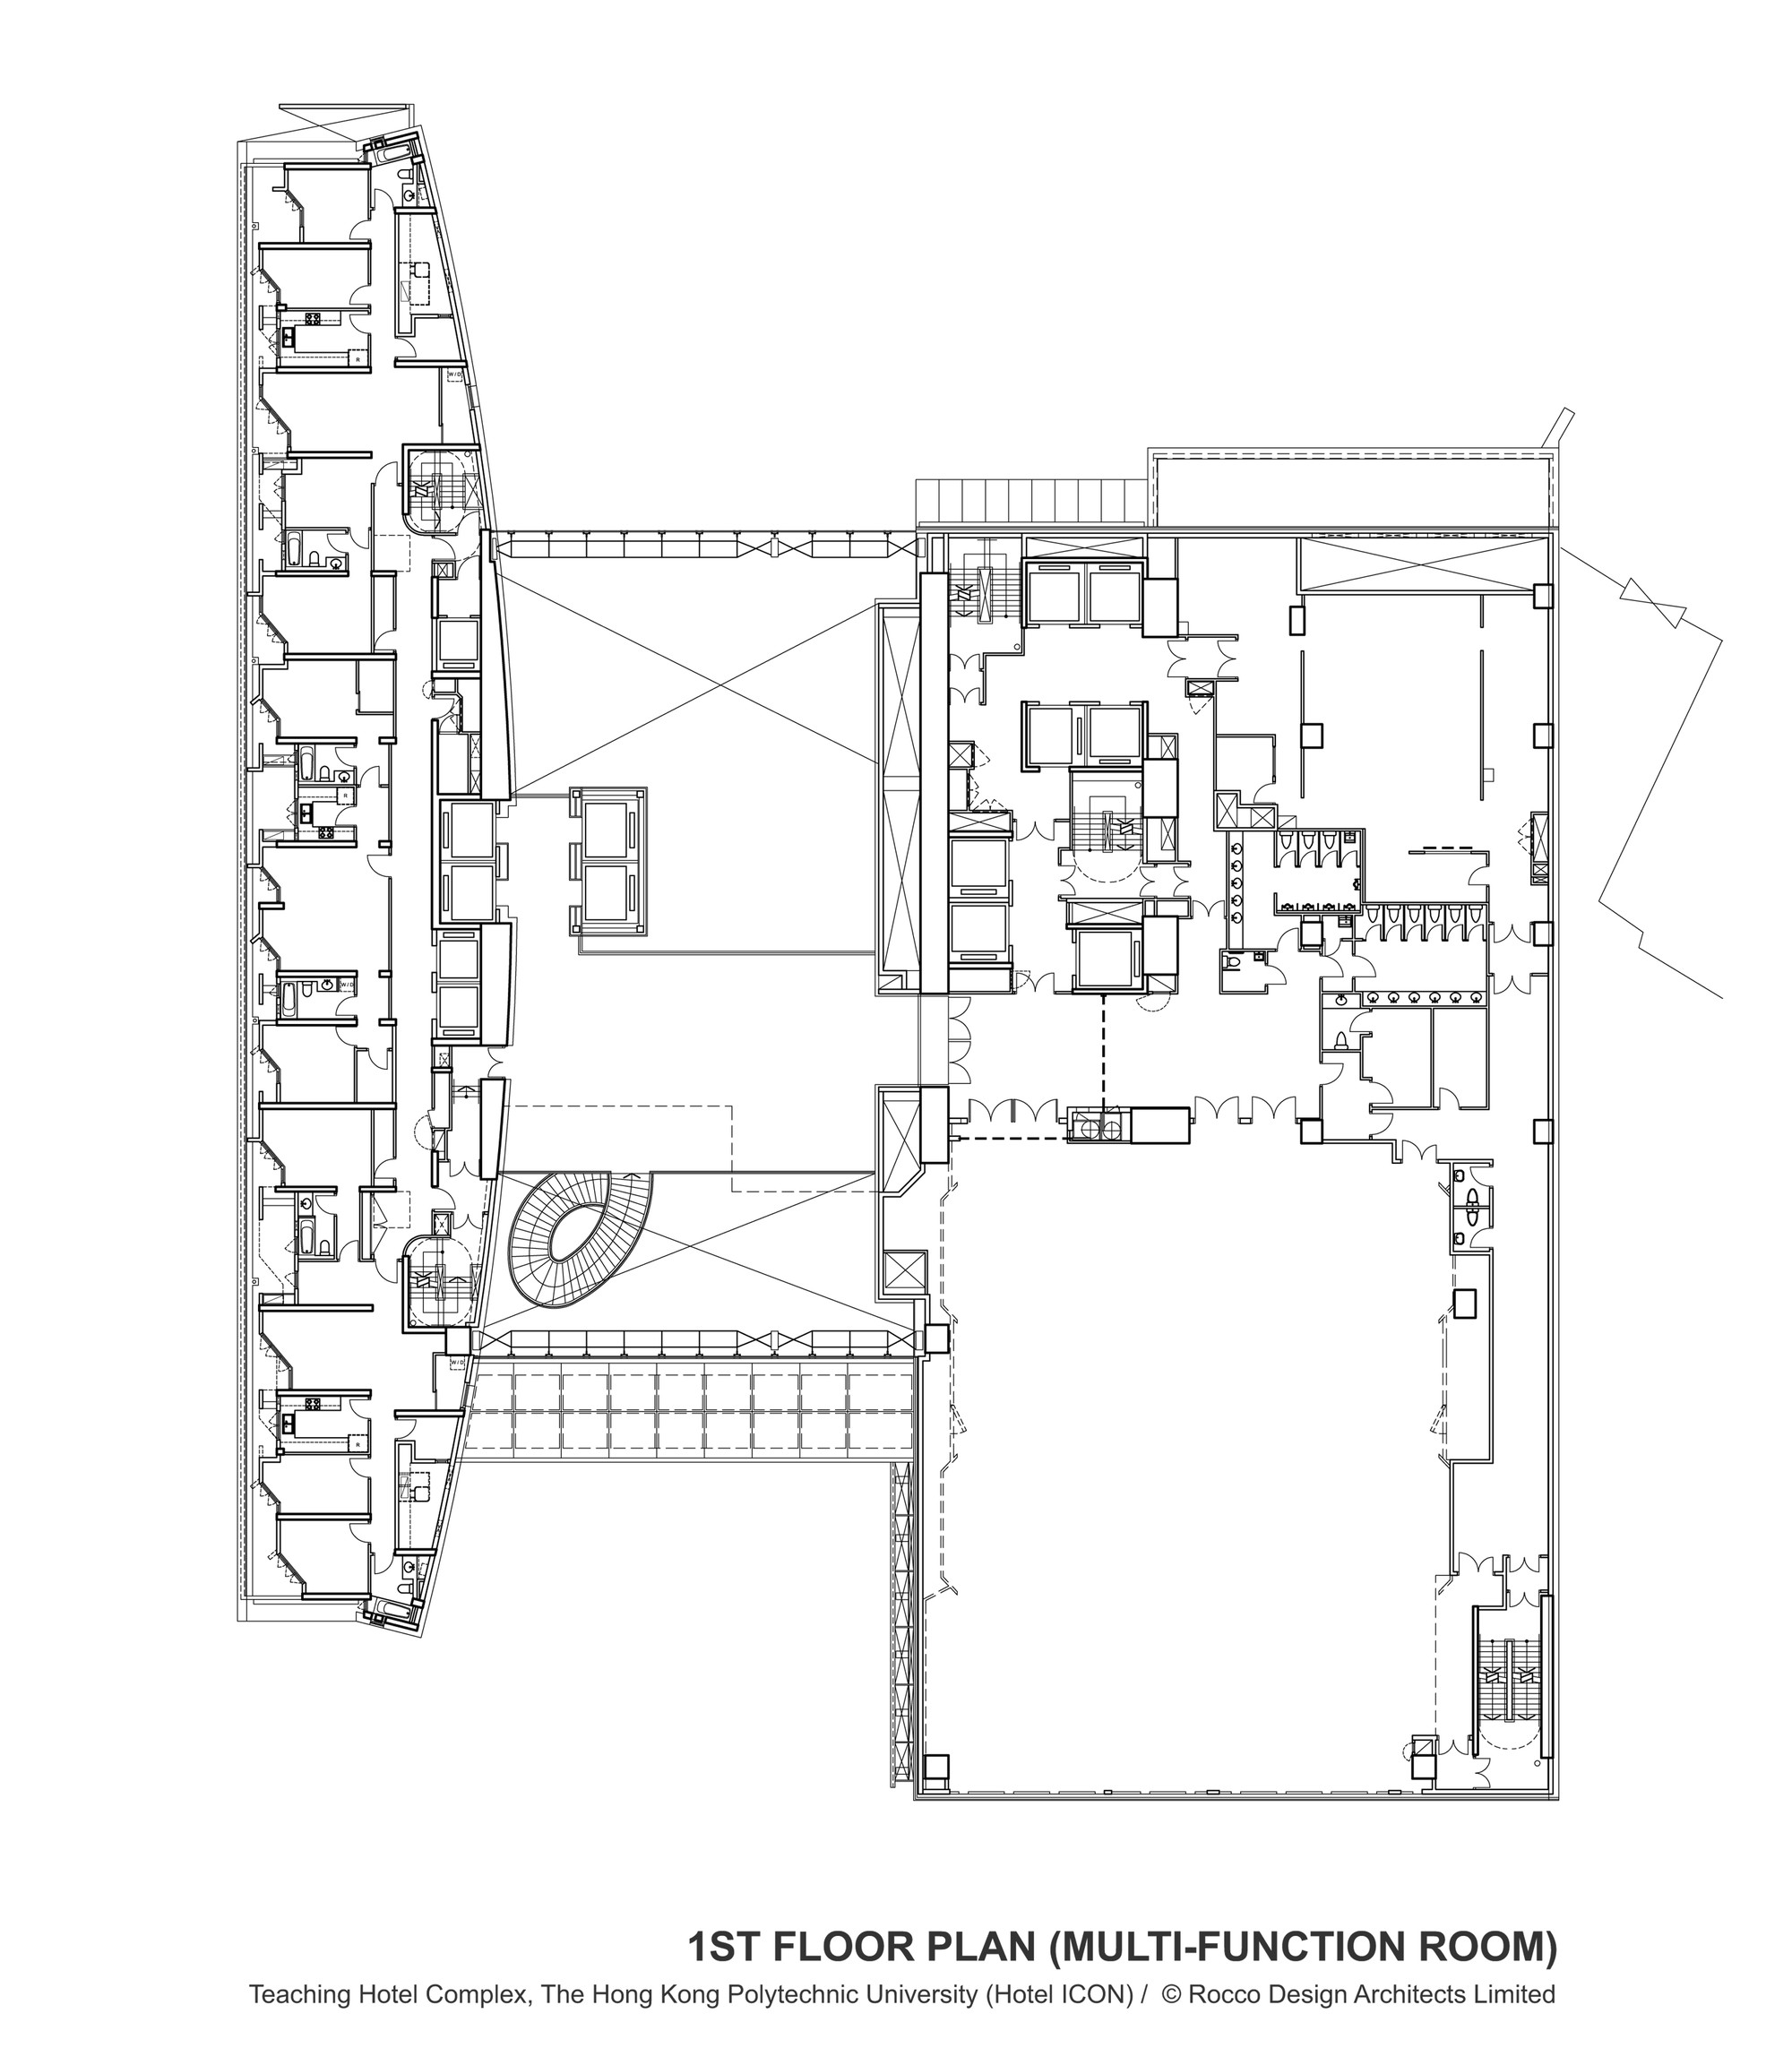 R
W/D
R
W/D
X
W/D
R
1ST FLOOR PLAN (MULTI-FUNCTION ROOM)
Teaching Hotel Complex, The Hong Kong Polytechnic University (Hotel ICON) / © Rocco Design Architects Limited